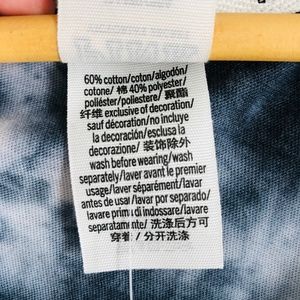 60% cotton/coton/algodón/
cotone/ 棉 40% polyester/
poliéster/poliestere/ 聚酯
纤维 exclusive of decoration/
sauf décoration/no incluye
la decoración/esclusa la
decorazione/ 装饰除外
wash before wearing/wash
separately/laver avant le premier
usage/laver séparément/lavar
antes de usar/lavar por separado/
lavare prima di indossare/lavare
separatamente/ 洗涤后方可
穿着/ 分开洗涤